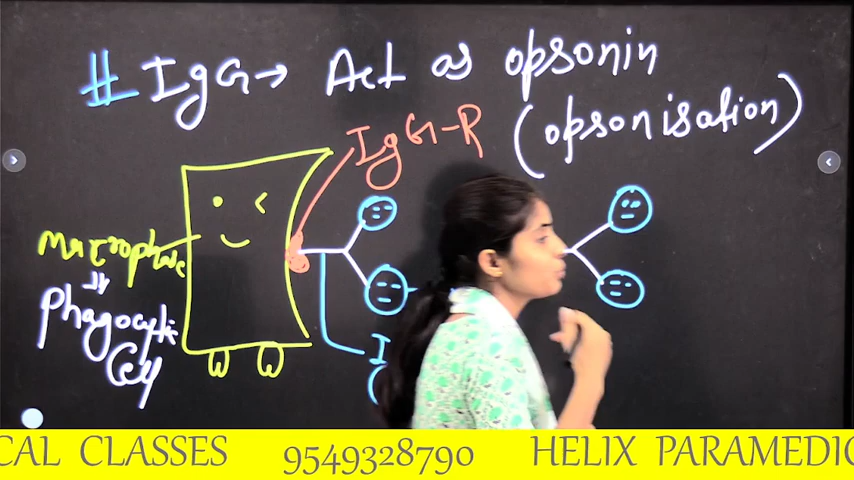 # IgG→ Act as opsonin
(opsonisation)
IgG-R
Macrophage
Phagocytic
Cell
I
(
CAL CLASSES 9549328790 HELIX PARAMEDIC